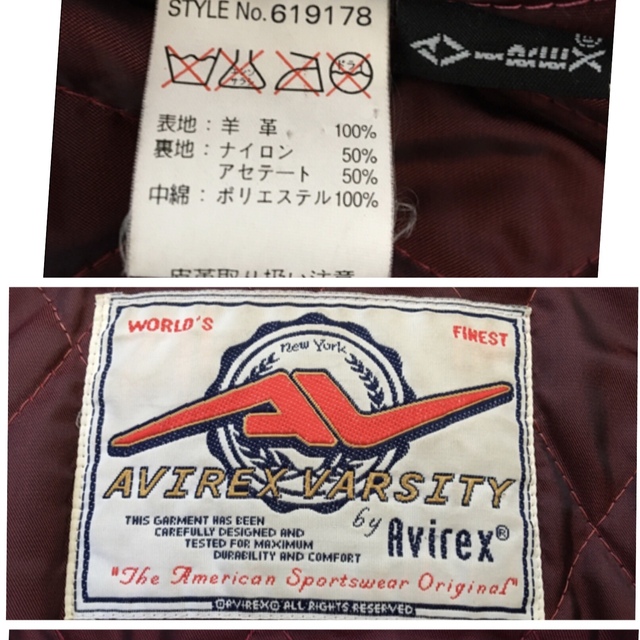 STYLE No.619178
表地：羊 革 100%
裏地：ナイロン 50%
アセテート 50%
中綿：ポリエステル100%
皮革取り扱い注意
WORLD'S
FINEST
New York
AVIREX VARSITY
by Avirex®
THIS GARMENT HAS BEEN
CAREFULLY DESIGNED AND
TESTED FOR MAXIMUM
DURABILITY AND COMFORT
"The American Sportswear Original"
©AVIREX© ALL RIGHTS RESERVED